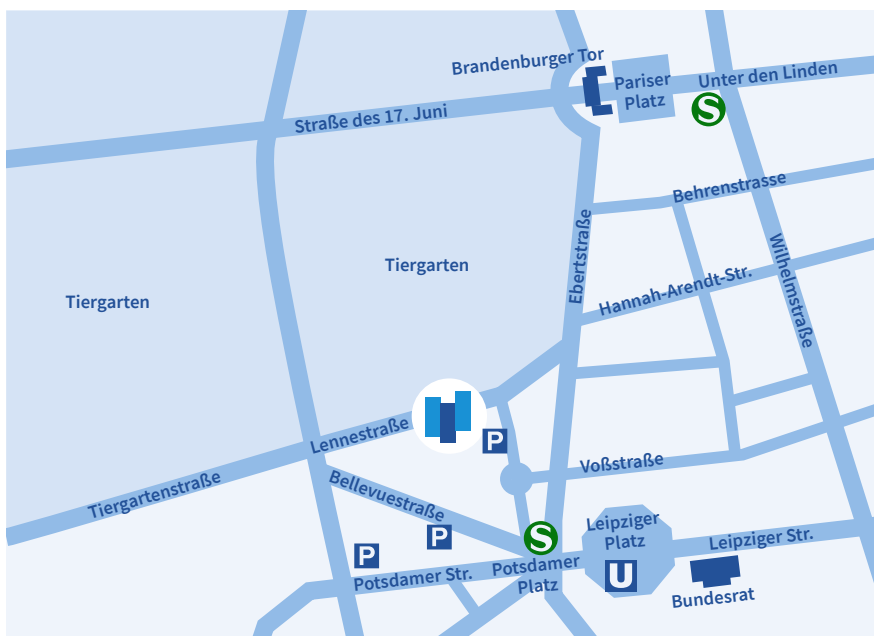 Brandenburger Tor
Pariser
Platz
Unter den Linden
S
Straße des 17. Juni
Behrenstrasse
Ebertstraße
Wilhelmstraße
Tiergarten
Tiergarten
Hannah-Arendt-Str.
Lennestraße
P
Tiergartenstraße
Bellevuestraße
Voßstraße
Leipziger
Platz
S
P
P
Potsdamer Str.
Potsdamer
Platz
U
Leipziger Str.
Bundesrat